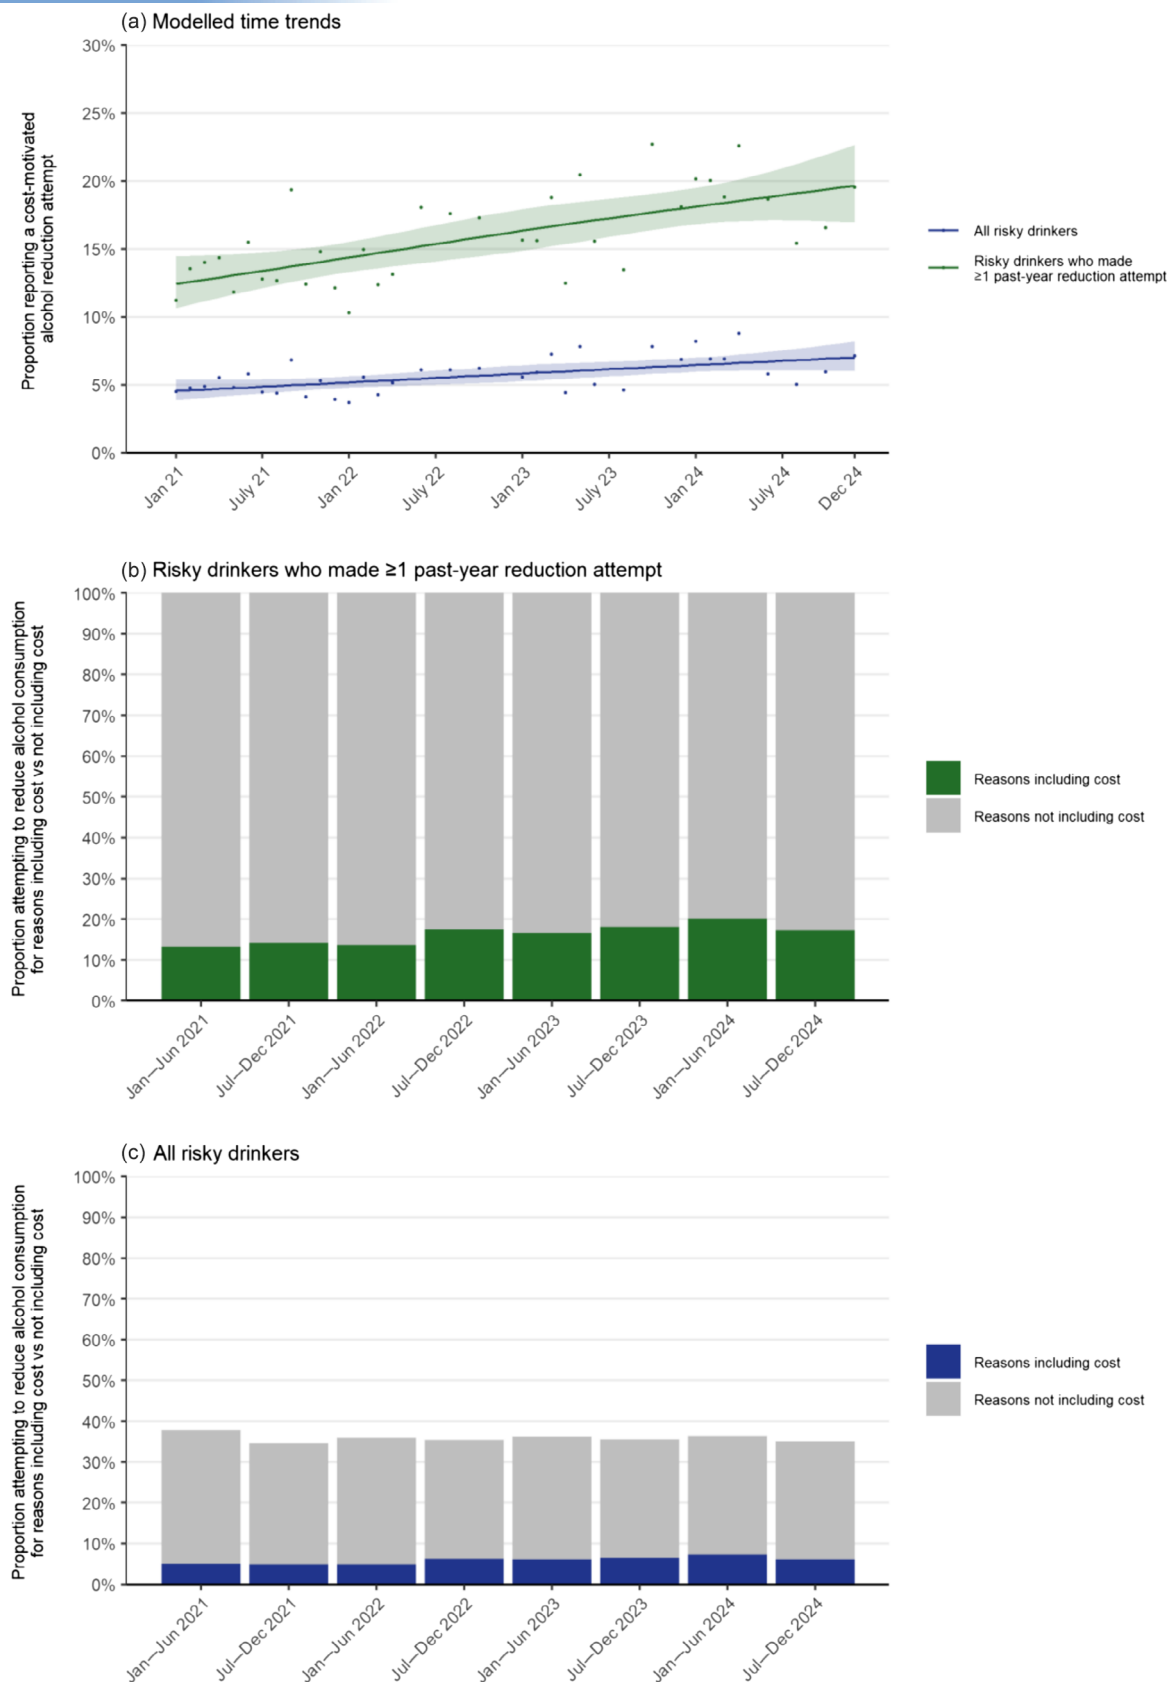 (a) Modelled time trends
Proportion reporting a cost-motivated
alcohol reduction attempt
30%
25%
20%
15%
10%
5%
0%
Jan 21
July 21
Jan 22
July 22
Jan 23
July 23
Jan 24
July 24
Dec 24
All risky drinkers
Risky drinkers who made
≥1 past-year reduction attempt
(b) Risky drinkers who made ≥1 past-year reduction attempt
Proportion attempting to reduce alcohol consumption
for reasons including cost vs not including cost
100%
90%
80%
70%
60%
50%
40%
30%
20%
10%
0%
Jan—Jun 2021
Jul—Dec 2021
Jan—Jun 2022
Jul—Dec 2022
Jan—Jun 2023
Jul—Dec 2023
Jan—Jun 2024
Jul—Dec 2024
Reasons including cost
Reasons not including cost
(c) All risky drinkers
Proportion attempting to reduce alcohol consumption
for reasons including cost vs not including cost
100%
90%
80%
70%
60%
50%
40%
30%
20%
10%
0%
Jan—Jun 2021
Jul—Dec 2021
Jan—Jun 2022
Jul—Dec 2022
Jan—Jun 2023
Jul—Dec 2023
Jan—Jun 2024
Jul—Dec 2024
Reasons including cost
Reasons not including cost